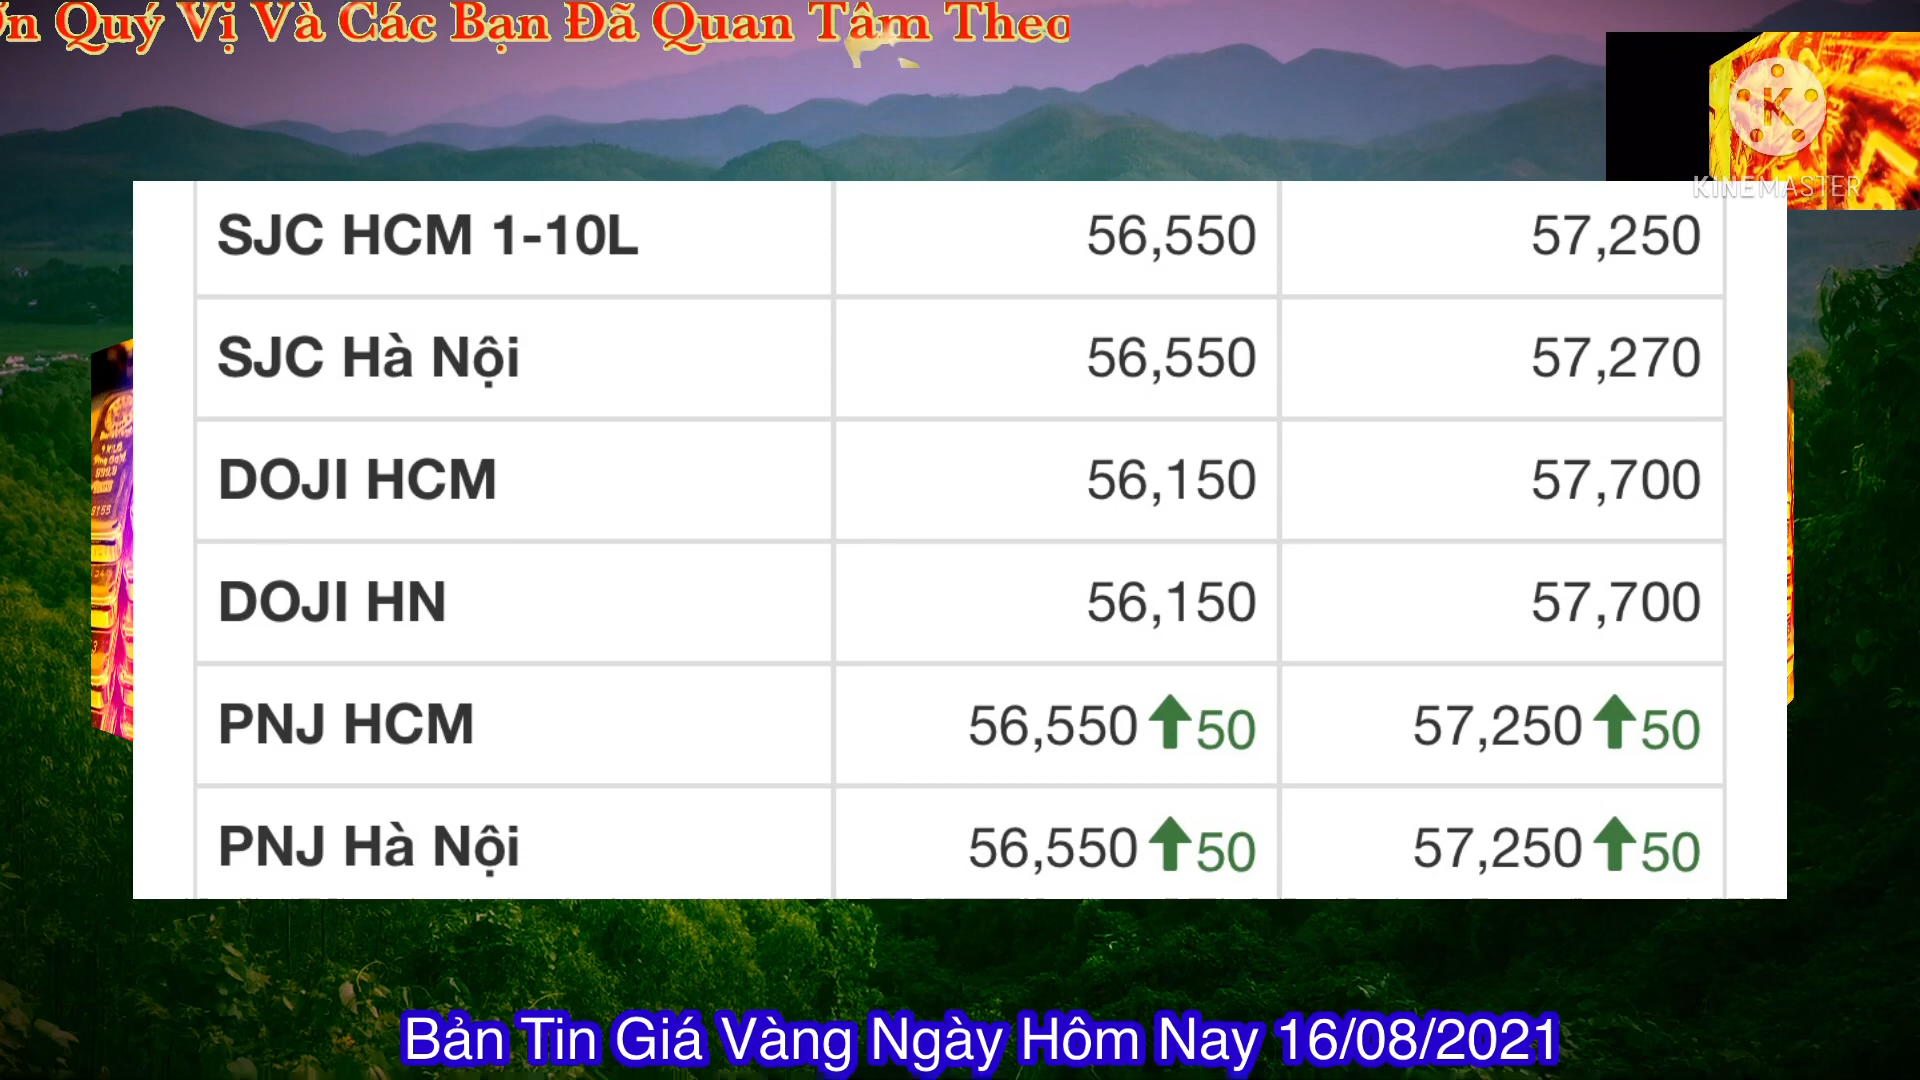 Quý Vị Và Các Bạn Đã Quan Tâm Theo
KINEMASTER
SJC HCM 1-10L 56,550 57,250
SJC Hà Nội 56,550 57,270
DOJI HCM 56,150 57,700
DOJI HN 56,150 57,700
PNJ HCM 56,550 50 57,250 50
PNJ Hà Nội 56,550 50 57,250 50
Bản Tin Giá Vàng Ngày Hôm Nay 16/08/2021